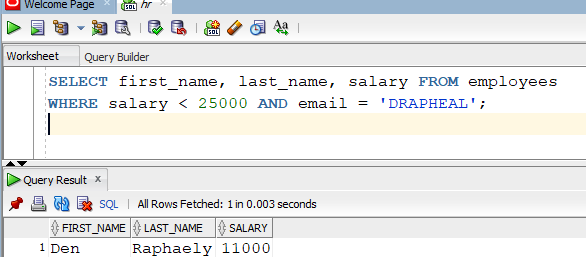 Welcome Page hr
Worksheet Query Builder
SELECT first_name, last_name, salary FROM employees
WHERE salary < 25000 AND email = 'DRAPHEAL';
Query Result
SQL | All Rows Fetched: 1 in 0.003 seconds
FIRST_NAME LAST_NAME SALARY
1 Den Raphaely 11000